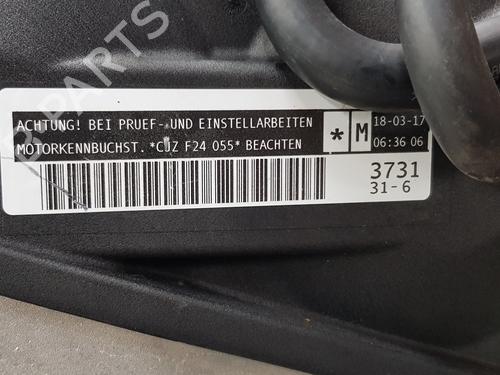 ACHTUNG! BEI PRUEF- UND EINSTELLARBEITEN
MOTORKENNBUCHST. *CJZ F24 055* BEACHTEN
* M
18-03-17
06:36 06
3731
31-6
B-PARTS